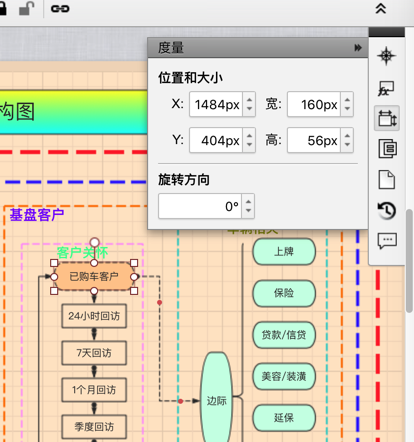 度量
位置和大小
X: 1484px 宽: 160px
Y: 404px 高: 56px
旋转方向
0°
构图
基盘客户
客户关怀
已购车客户
24小时回访
7天回访
1个月回访
季度回访
边际
上牌
保险
贷款/信贷
美容/装潢
延保